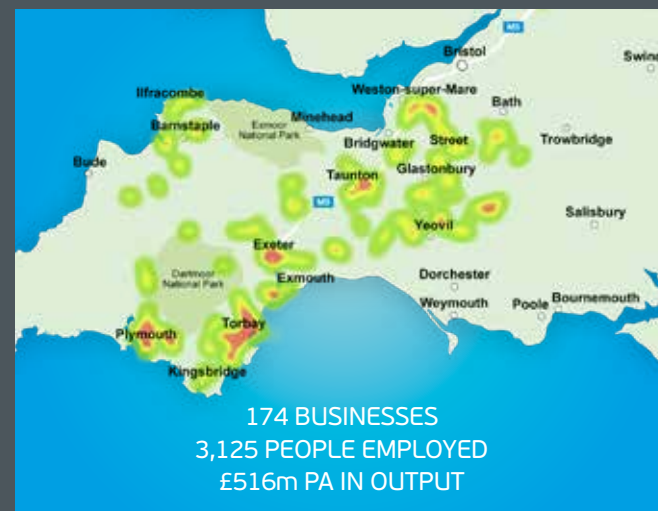 M5
Bristol
Swin
Ilfracombe
Weston-super-Mare
Bath
Barnstaple
Exmoor
National Park
Minehead
Bridgwater
Street
Trowbridge
Bude
Glastonbury
Taunton
M5
Salisbury
Yeovil
Exeter
Dartmoor
National Park
Exmouth
Dorchester
Weymouth
Poole
Bournemouth
Plymouth
Torbay
Kingsbridge
174 BUSINESSES
3,125 PEOPLE EMPLOYED
£516m PA IN OUTPUT